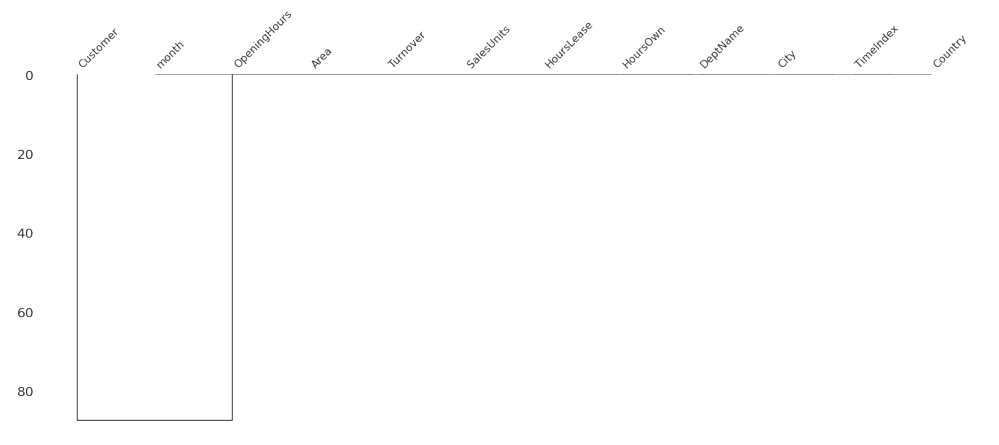 Customer
month
OpeningHours
Area
Turnover
SalesUnits
HoursLease
HoursOwn
DeptName
City
TimeIndex
Country
0
20
40
60
80